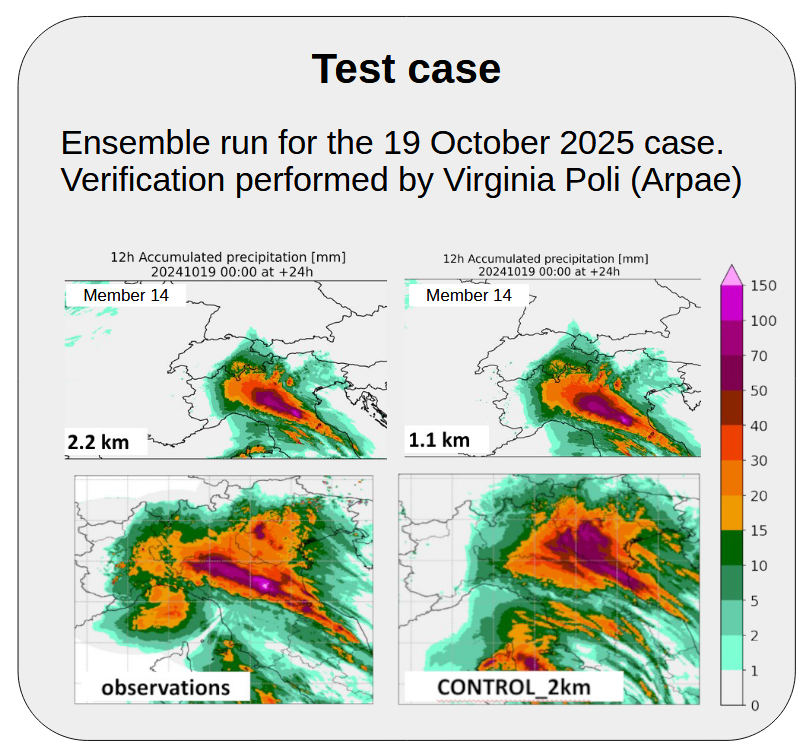 Test case
Ensemble run for the 19 October 2025 case.
Verification performed by Virginia Poli (Arpae)
12h Accumulated precipitation [mm]
20241019 00:00 at +24h
Member 14
2.2 km
12h Accumulated precipitation [mm]
20241019 00:00 at +24h
Member 14
1.1 km
observations
CONTROL_2km
150
100
70
50
40
30
20
15
10
5
2
1
0